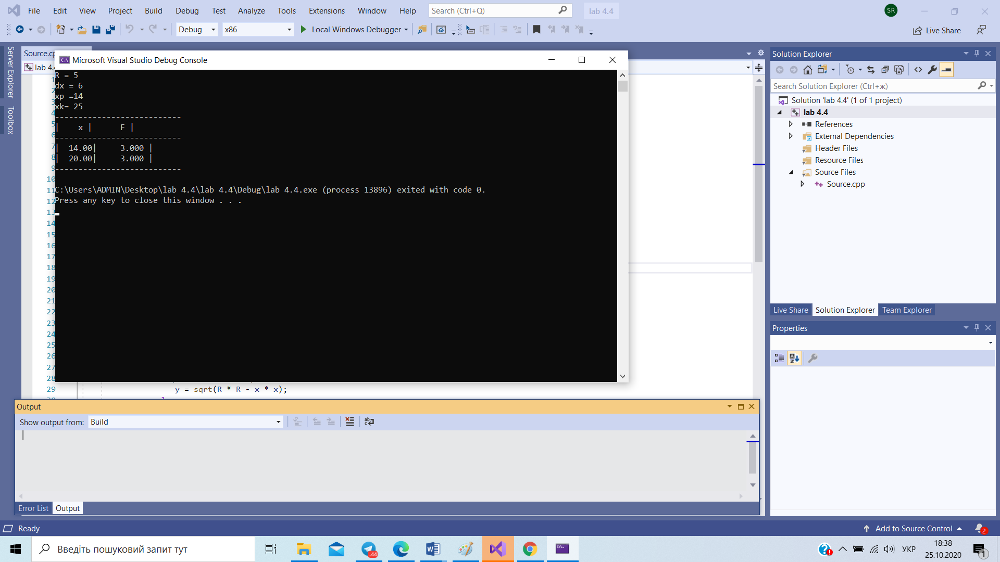 File Edit View Project Build Debug Test Analyze Tools Extensions Window Help Search (Ctrl+Q) lab 4.4 SR
Debug x86 Local Windows Debugger Live Share
Server Explorer
Toolbox
Source.cp
lab 4.
Microsoft Visual Studio Debug Console
R = 5
dx = 6
xp =14
xk= 25
---------------------------
|    x |      F |
---------------------------
|  14.00|     3.000 |
|  20.00|     3.000 |
---------------------------
C:\Users\ADMIN\Desktop\lab 4.4\lab 4.4\Debug\lab 4.4.exe (process 13896) exited with code 0.
Press any key to close this window . . .
1
2
3
4
5
6
7
8
9
10
11
12
13
14
15
16
17
18
19
20
21
22
23
24
25
26
27
28
29 y = sqrt(R * R - x * x);
Output
Show output from: Build
Error List Output
Solution Explorer
Search Solution Explorer (Ctrl+ж)
Solution 'lab 4.4' (1 of 1 project)
lab 4.4
References
External Dependencies
Header Files
Resource Files
Source Files
Source.cpp
Live Share Solution Explorer Team Explorer
Properties
Ready Add to Source Control 2
Введіть пошуковий запит тут ..44 УКР 18:38
25.10.2020 1